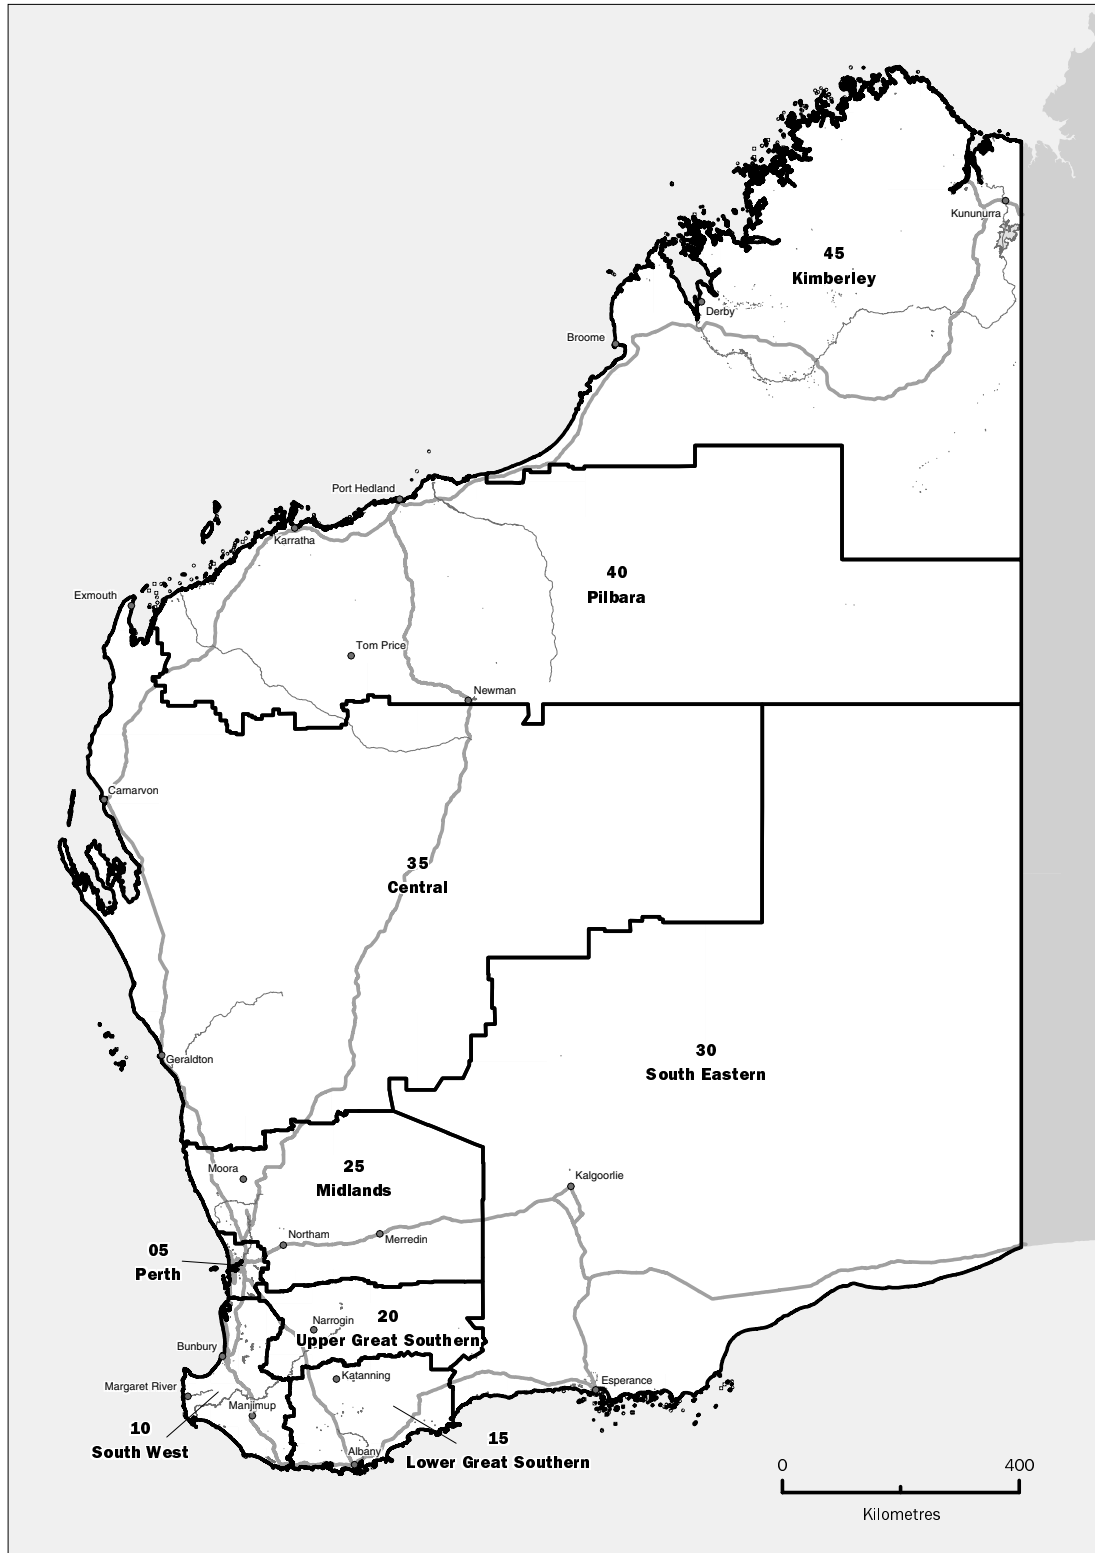 Kununurra
45
Kimberley
Derby
Broome
Port Hedland
Karratha
40
Pilbara
Exmouth
Tom Price
Newman
Carnarvon
35
Central
30
South Eastern
Geraldton
Moora
25
Midlands
Kalgoorlie
Northam
Merredin
05
Perth
20
Narrogin
Upper Great Southern
Bunbury
Katanning
Esperance
Margaret River
Manjimup
10
South West
15
Lower Great Southern
Albany
0 400
Kilometres